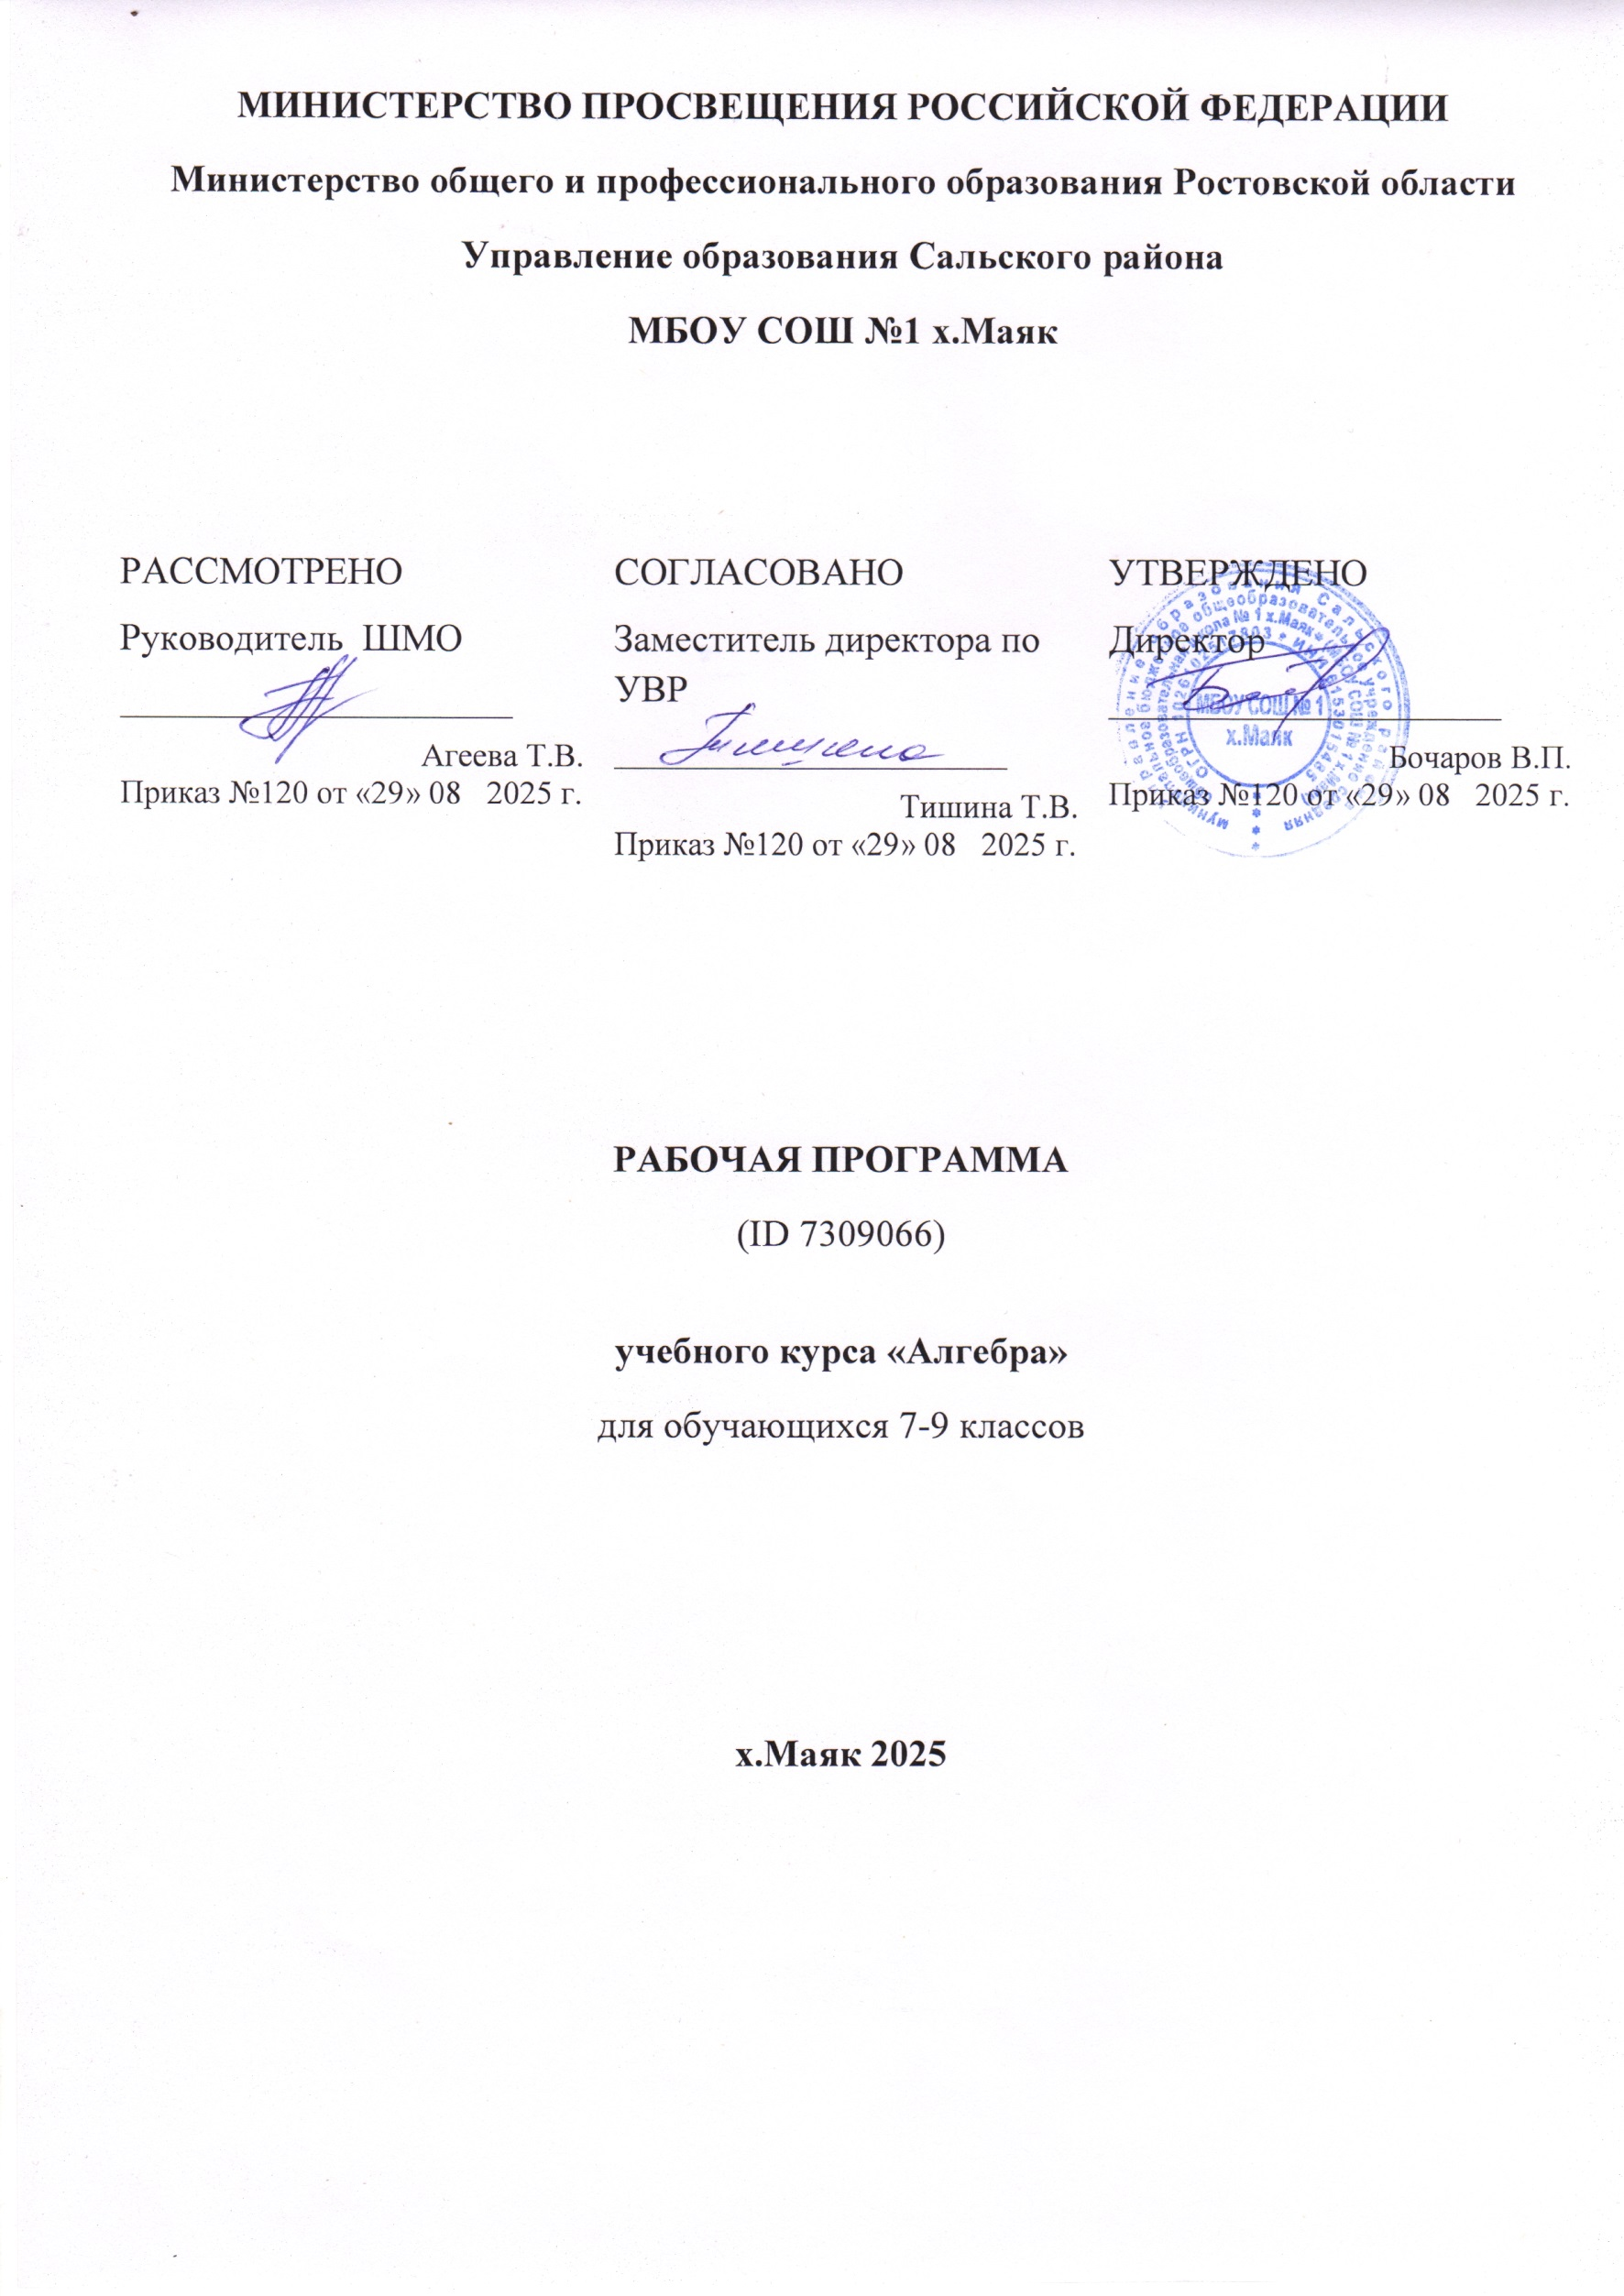 МИНИСТЕРСТВО ПРОСВЕЩЕНИЯ РОССИЙСКОЙ ФЕДЕРАЦИИ
Министерство общего и профессионального образования Ростовской области
Управление образования Сальского района
МБОУ СОШ №1 х.Маяк
РАССМОТРЕНО
Руководитель ШМО
Агеева Т.В.
Приказ №120 от «29» 08 2025 г.
СОГЛАСОВАНО
Заместитель директора по
УВР
Тишина Т.В.
Приказ №120 от «29» 08 2025 г.
УТВЕРЖДЕНО
Директор
МБОУ СОШ № 1
х.Маяк
Бочаров В.П.
Приказ №120 от «29» 08 2025 г.
РАБОЧАЯ ПРОГРАММА
(ID 7309066)
учебного курса «Алгебра»
для обучающихся 7-9 классов
х.Маяк 2025